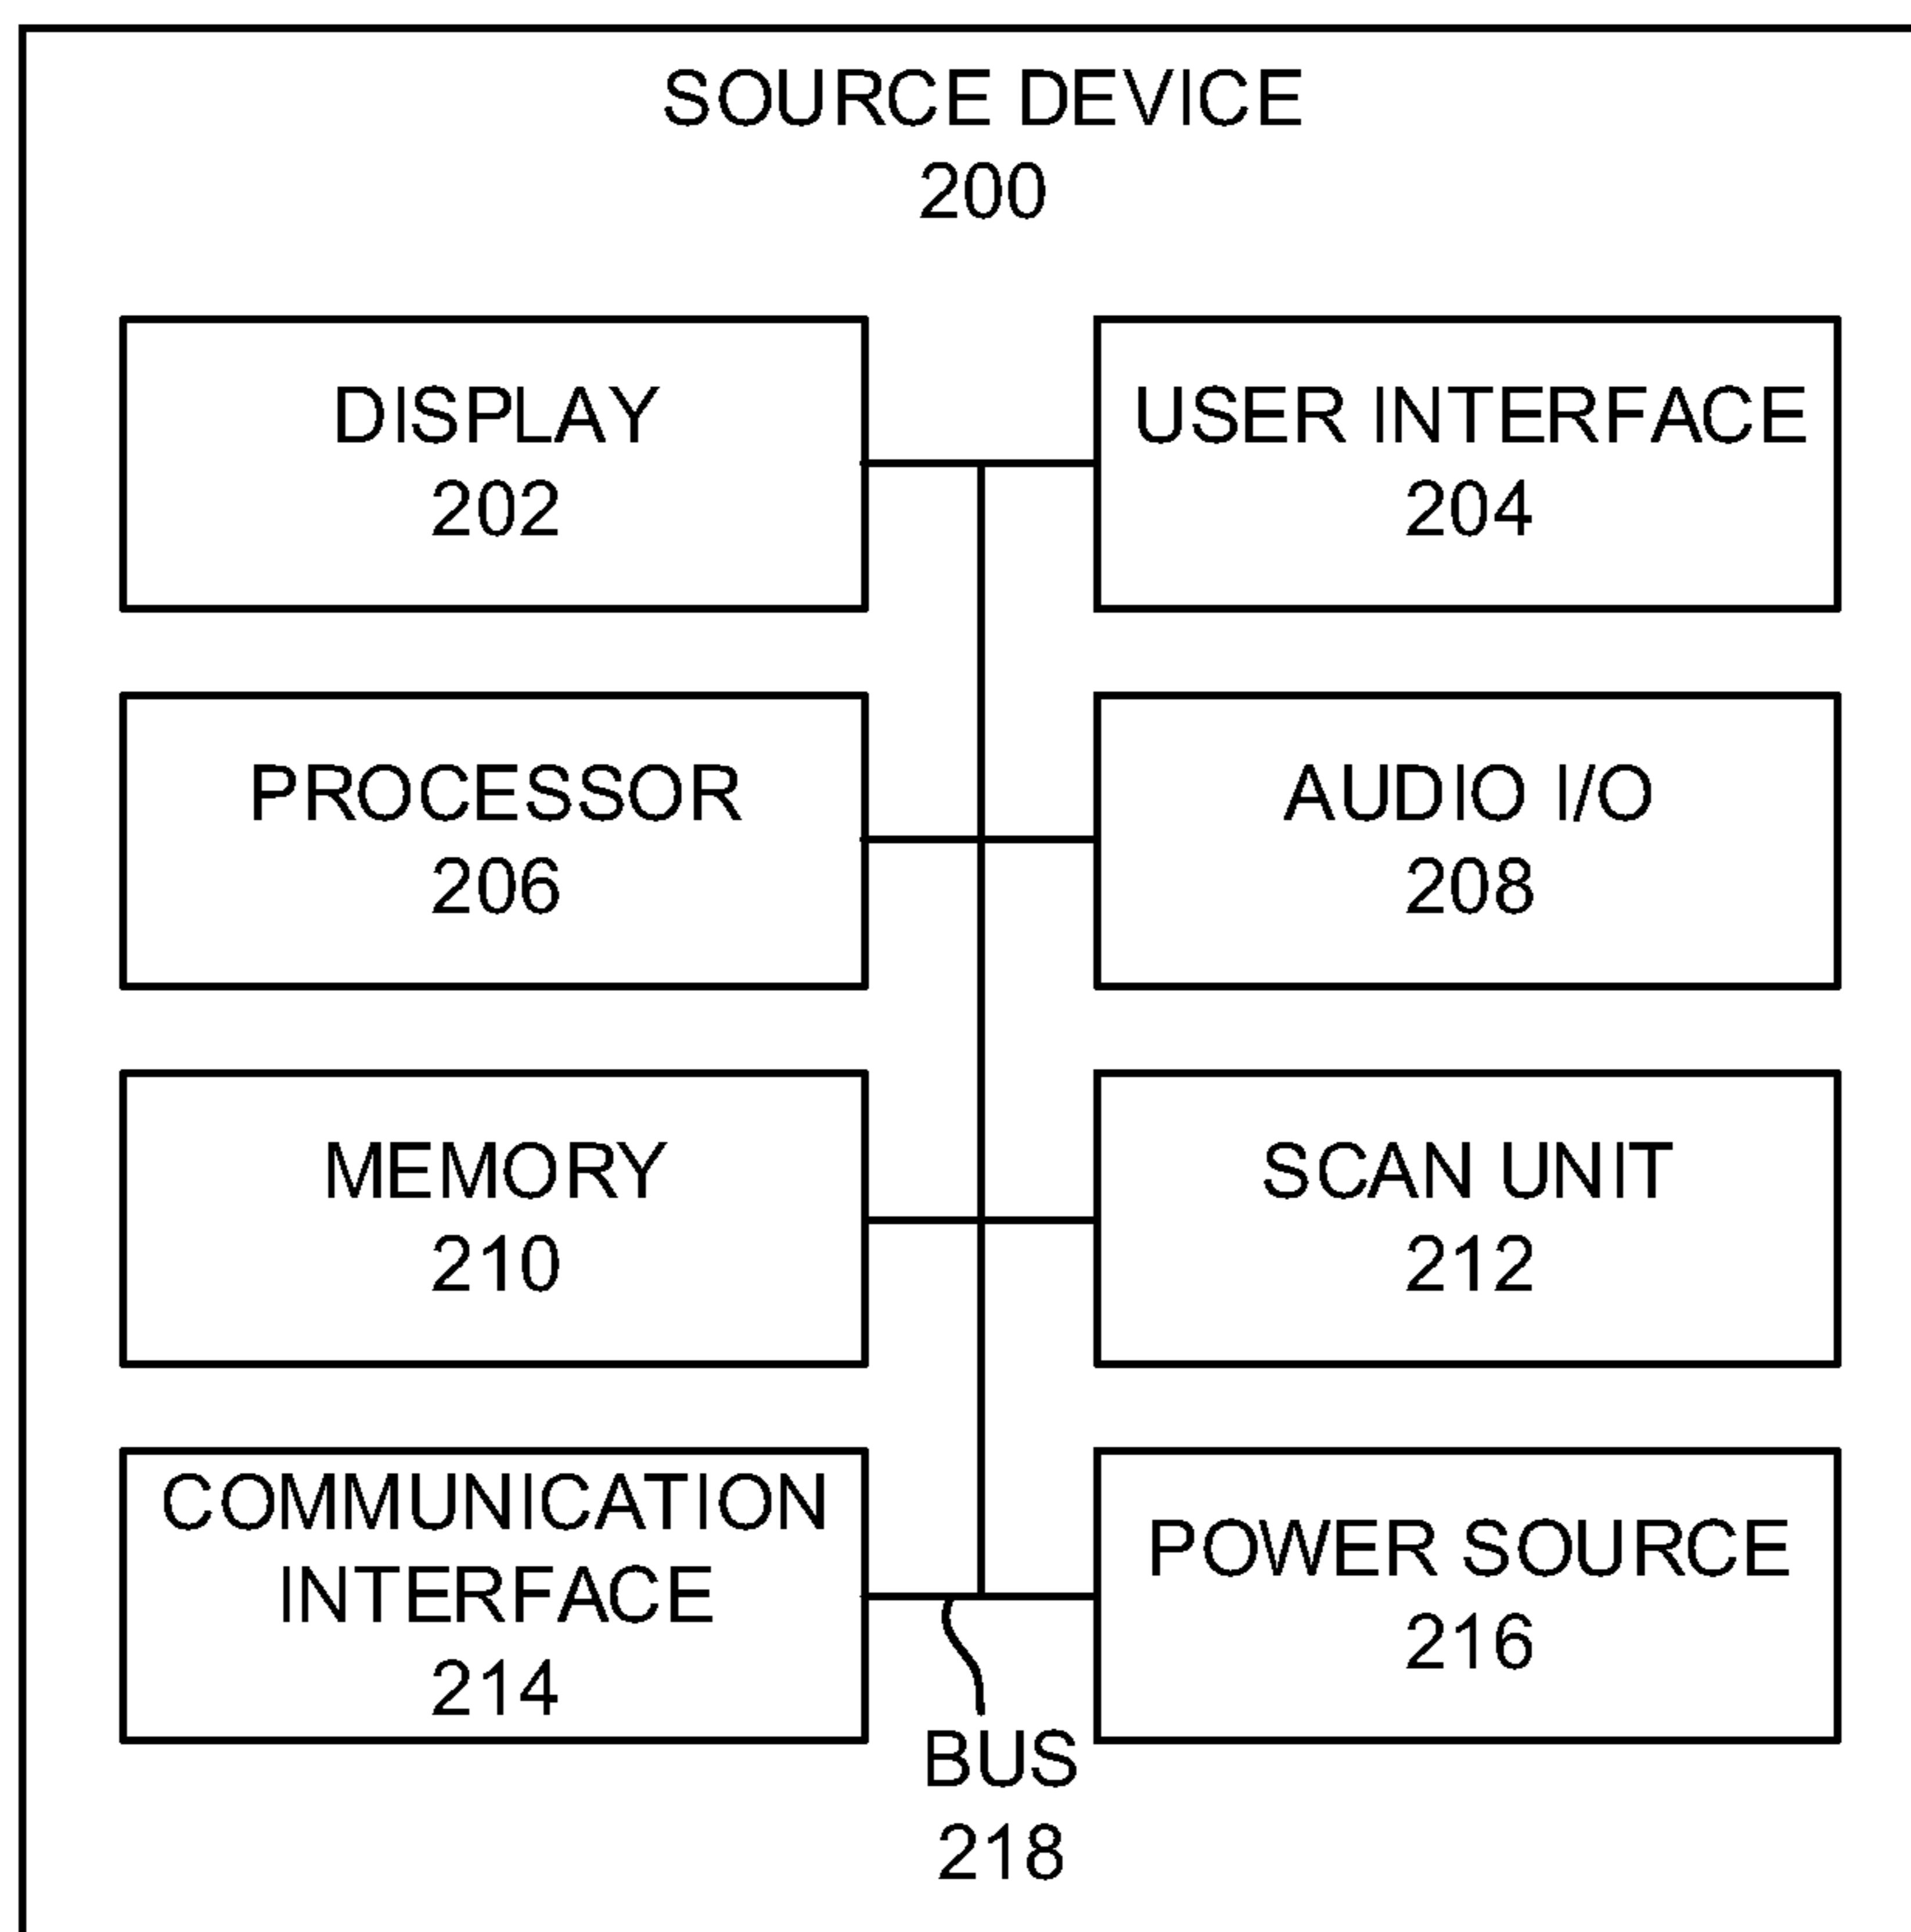 SOURCE DEVICE
200
DISPLAY
202
USER INTERFACE
204
PROCESSOR
206
AUDIO I/O
208
MEMORY
210
SCAN UNIT
212
COMMUNICATION
INTERFACE
214
POWER SOURCE
216
BUS
218